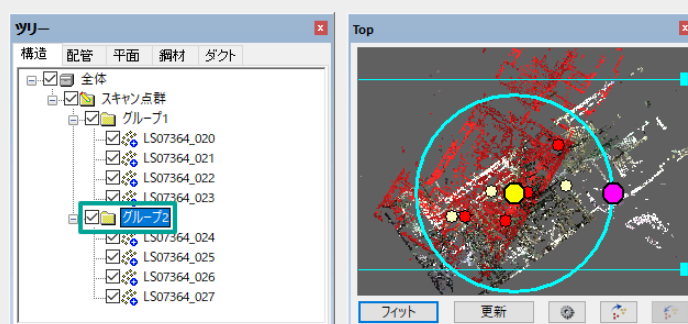 ツリー
構造 配管 平面 鋼材 ダクト
全体
スキャン点群
グループ1
LS07364_020
LS07364_021
LS07364_022
LS07364_023
グループ2
LS07364_024
LS07364_025
LS07364_026
LS07364_027
Top
フィット 更新